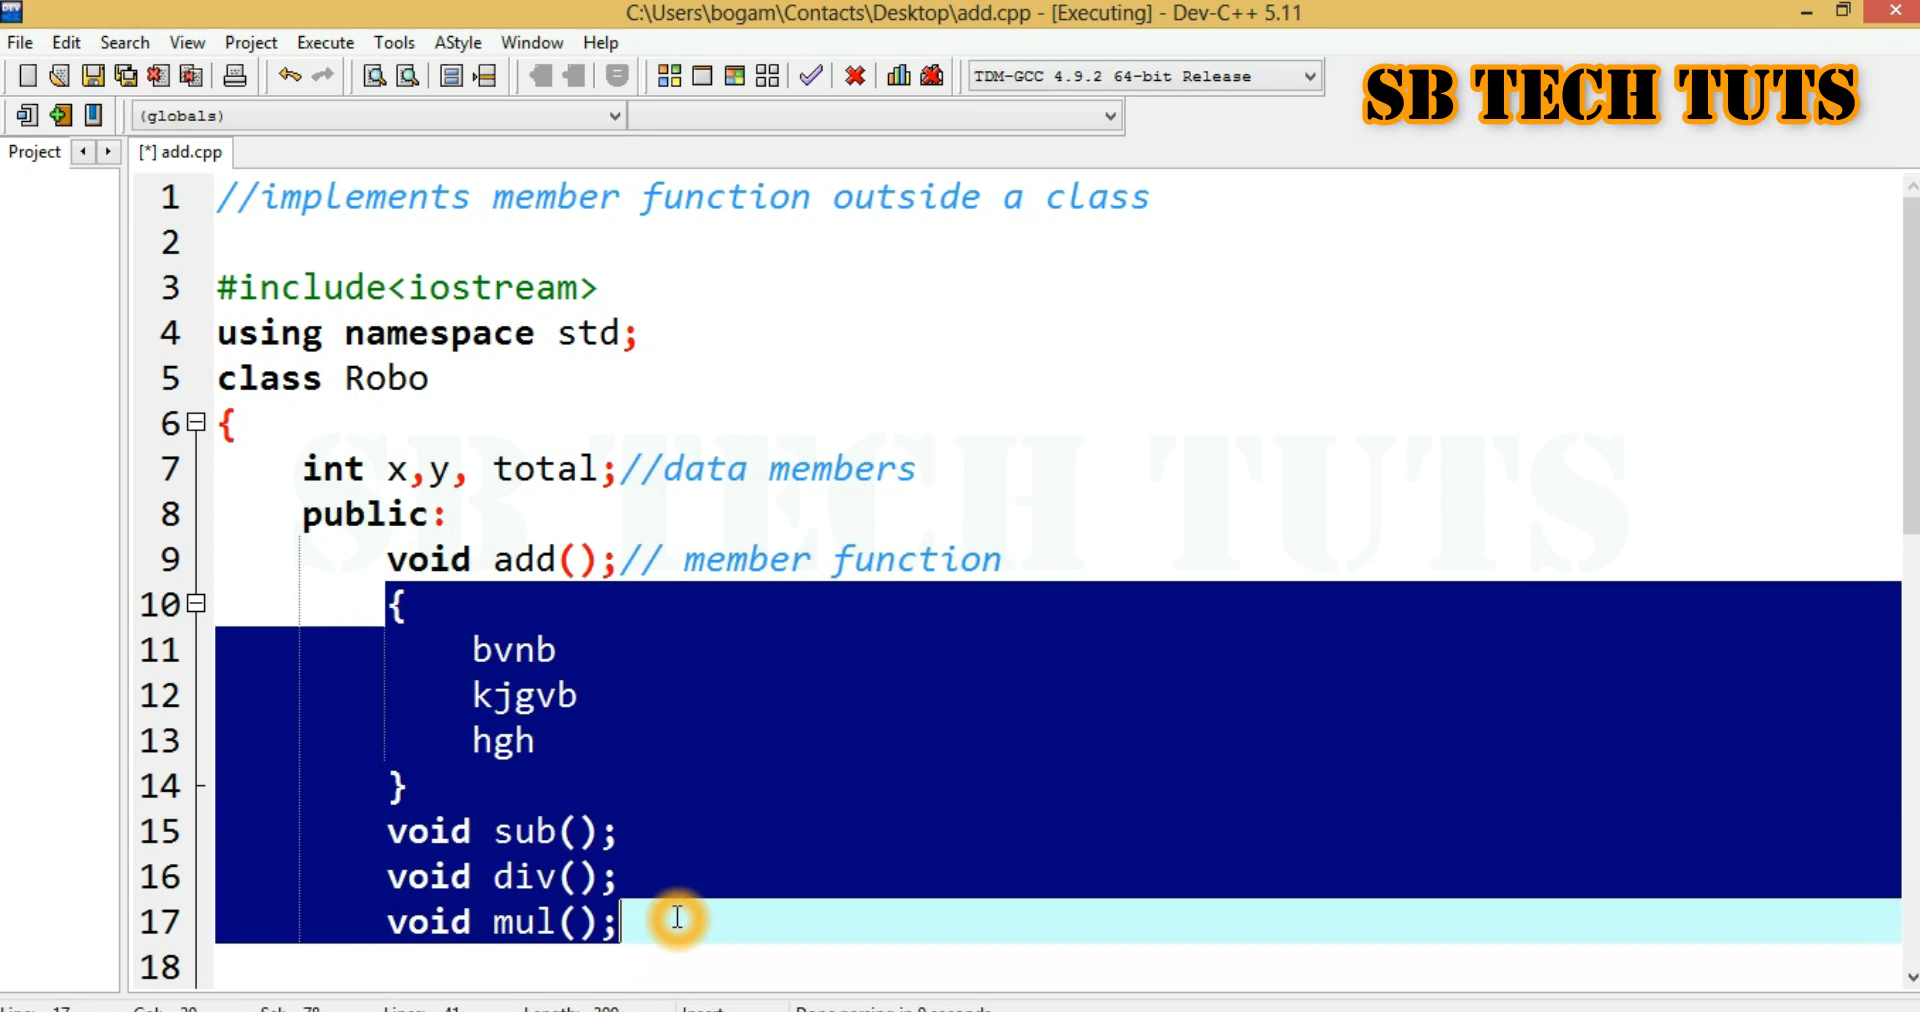 C:\Users\bogam\Contacts\Desktop\add.cpp - [Executing] - Dev-C++ 5.11
File Edit Search View Project Execute Tools AStyle Window Help
TDM-GCC 4.9.2 64-bit Release
SB TECH TUTS
(globals)
Project
[*] add.cpp
1 //implements member function outside a class
2
3 #include<iostream>
4 using namespace std;
5 class Robo
6 {
7 int x,y, total;//data members
8 public:
9 void add();// member function
10 {
11 bvnb
12 kjgvb
13 hgh
14 }
15 void sub();
16 void div();
17 void mul();
18
SB TECH TUTS